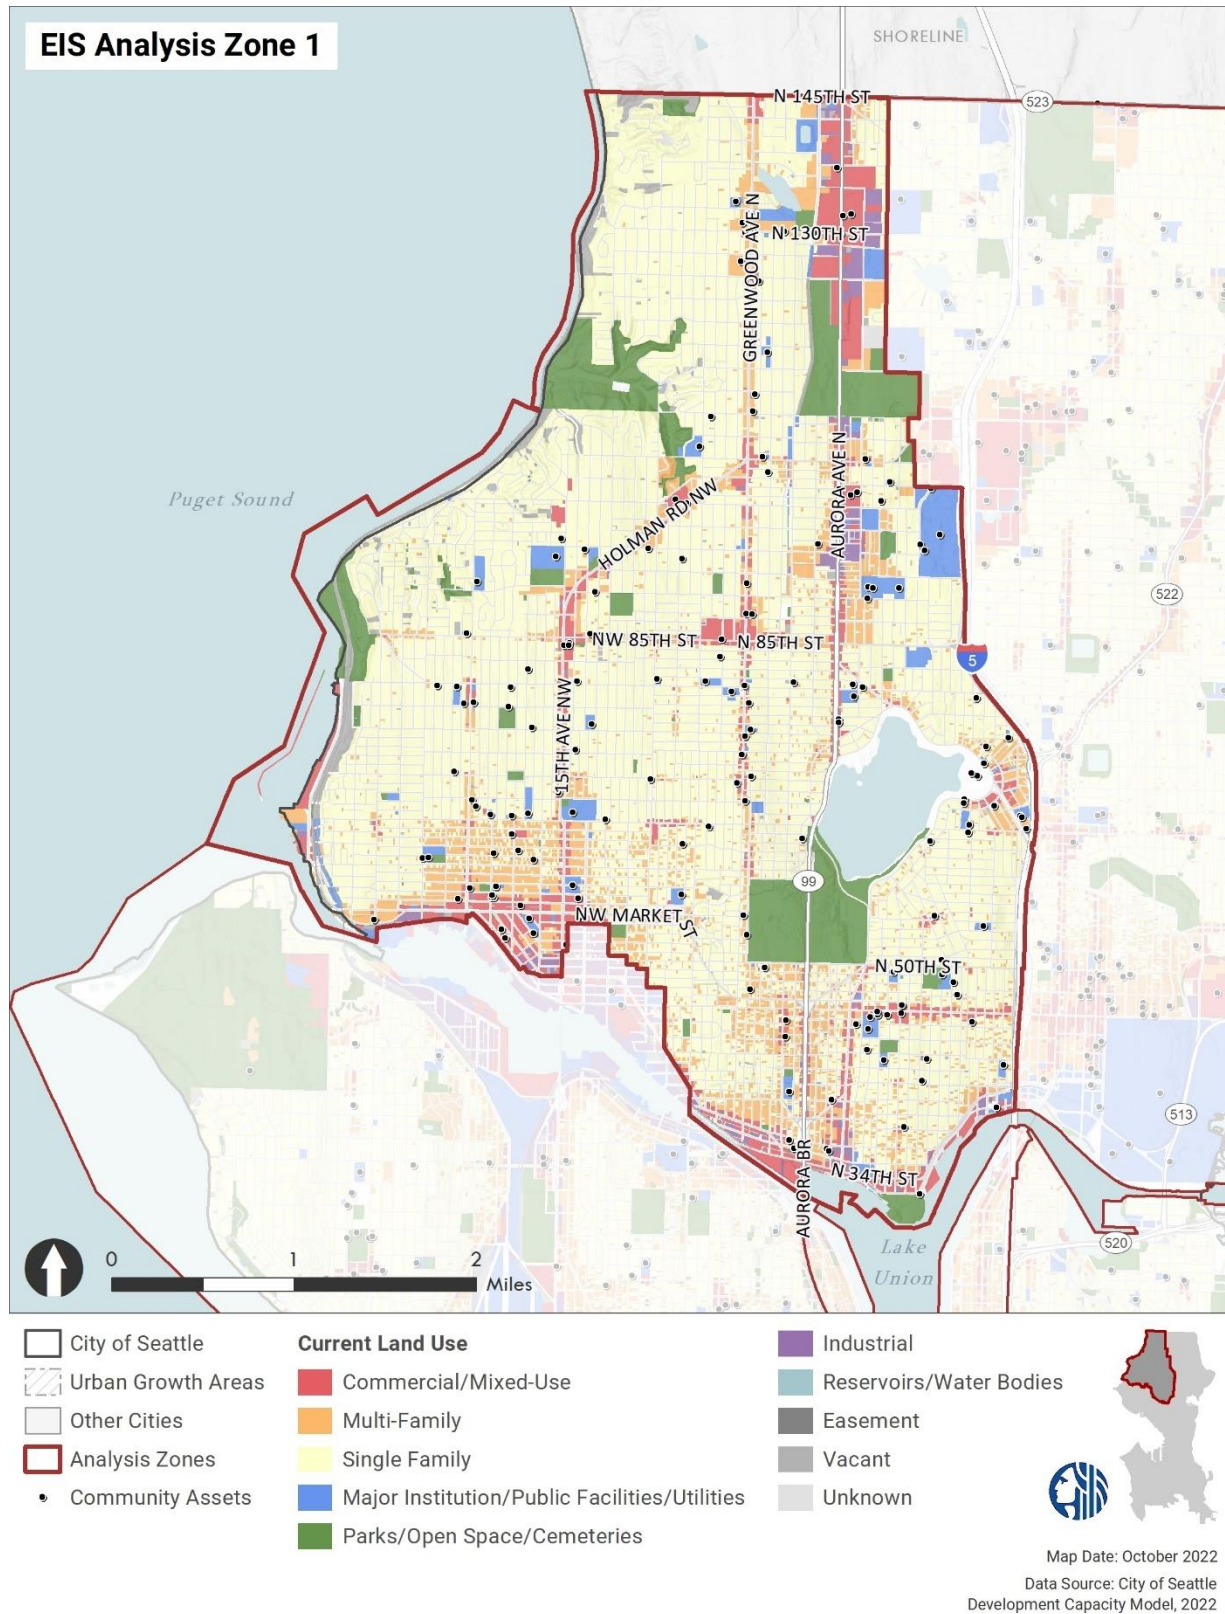 EIS Analysis Zone 1
SHORELINE
N 145TH ST
523
GREENWOOD AVE N
N 130TH ST
Puget Sound
AURORA AVE N
HOLMAN RD NW
522
NW 85TH ST
N 85TH ST
5
15TH AVE NW
99
NW MARKET ST
N 50TH ST
513
AURORA BR
N 34TH ST
520
Lake
Union
0 1 2
Miles
City of Seattle
Urban Growth Areas
Other Cities
Analysis Zones
Community Assets
Current Land Use
Commercial/Mixed-Use
Multi-Family
Single Family
Major Institution/Public Facilities/Utilities
Parks/Open Space/Cemeteries
Industrial
Reservoirs/Water Bodies
Easement
Vacant
Unknown
Map Date: October 2022
Data Source: City of Seattle
Development Capacity Model, 2022